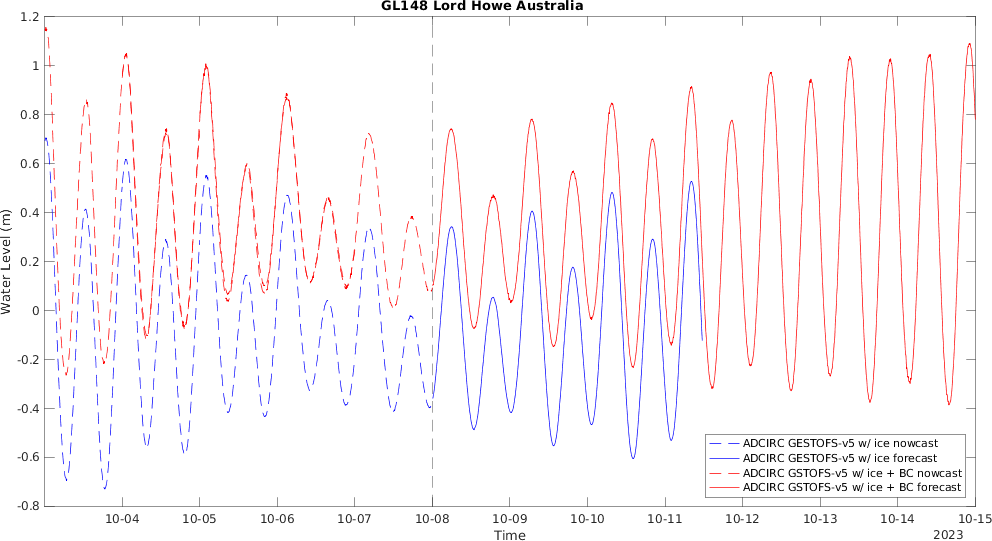 GL148 Lord Howe Australia
1.2
1
0.8
0.6
0.4
0.2
0
-0.2
-0.4
-0.6
-0.8
Water Level (m)
ADCIRC GESTOFS-v5 w/ ice nowcast
ADCIRC GESTOFS-v5 w/ ice forecast
ADCIRC GSTOFS-v5 w/ ice + BC nowcast
ADCIRC GSTOFS-v5 w/ ice + BC forecast
10-04 10-05 10-06 10-07 10-08 10-09 10-10 10-11 10-12 10-13 10-14 10-15
Time
2023